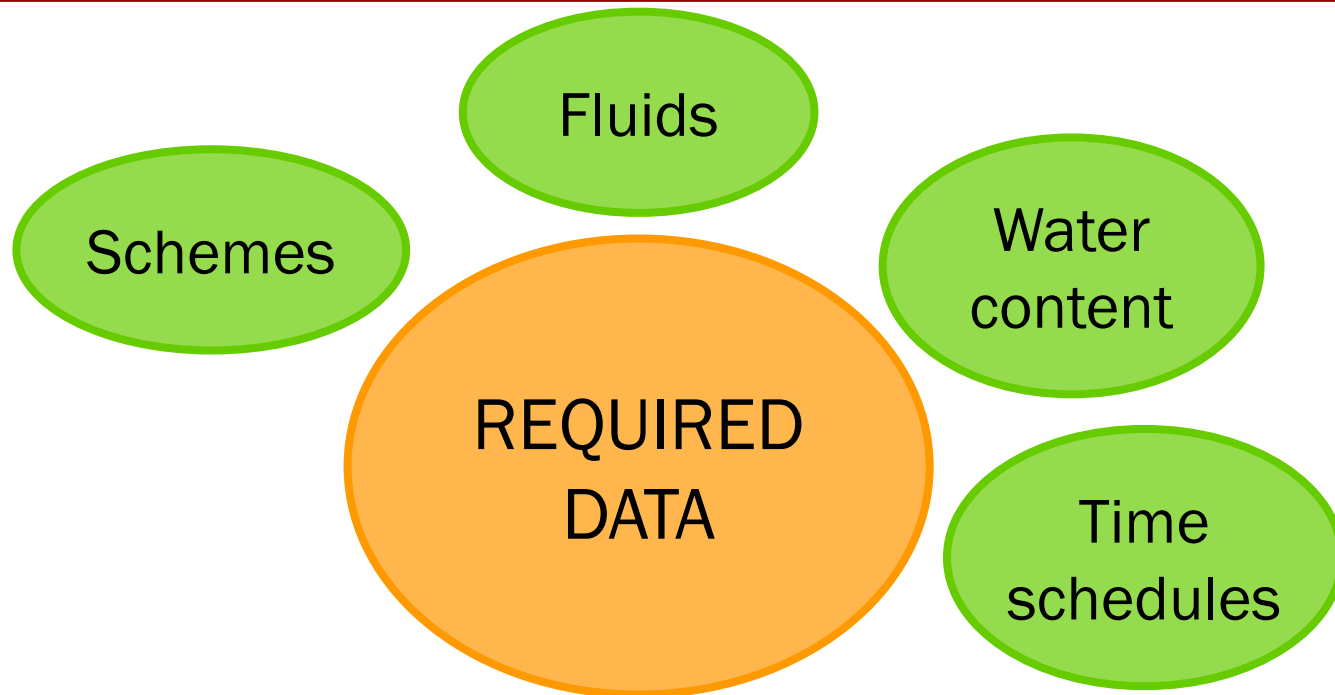 Fluids
Schemes
Water
content
REQUIRED
DATA
Time
schedules